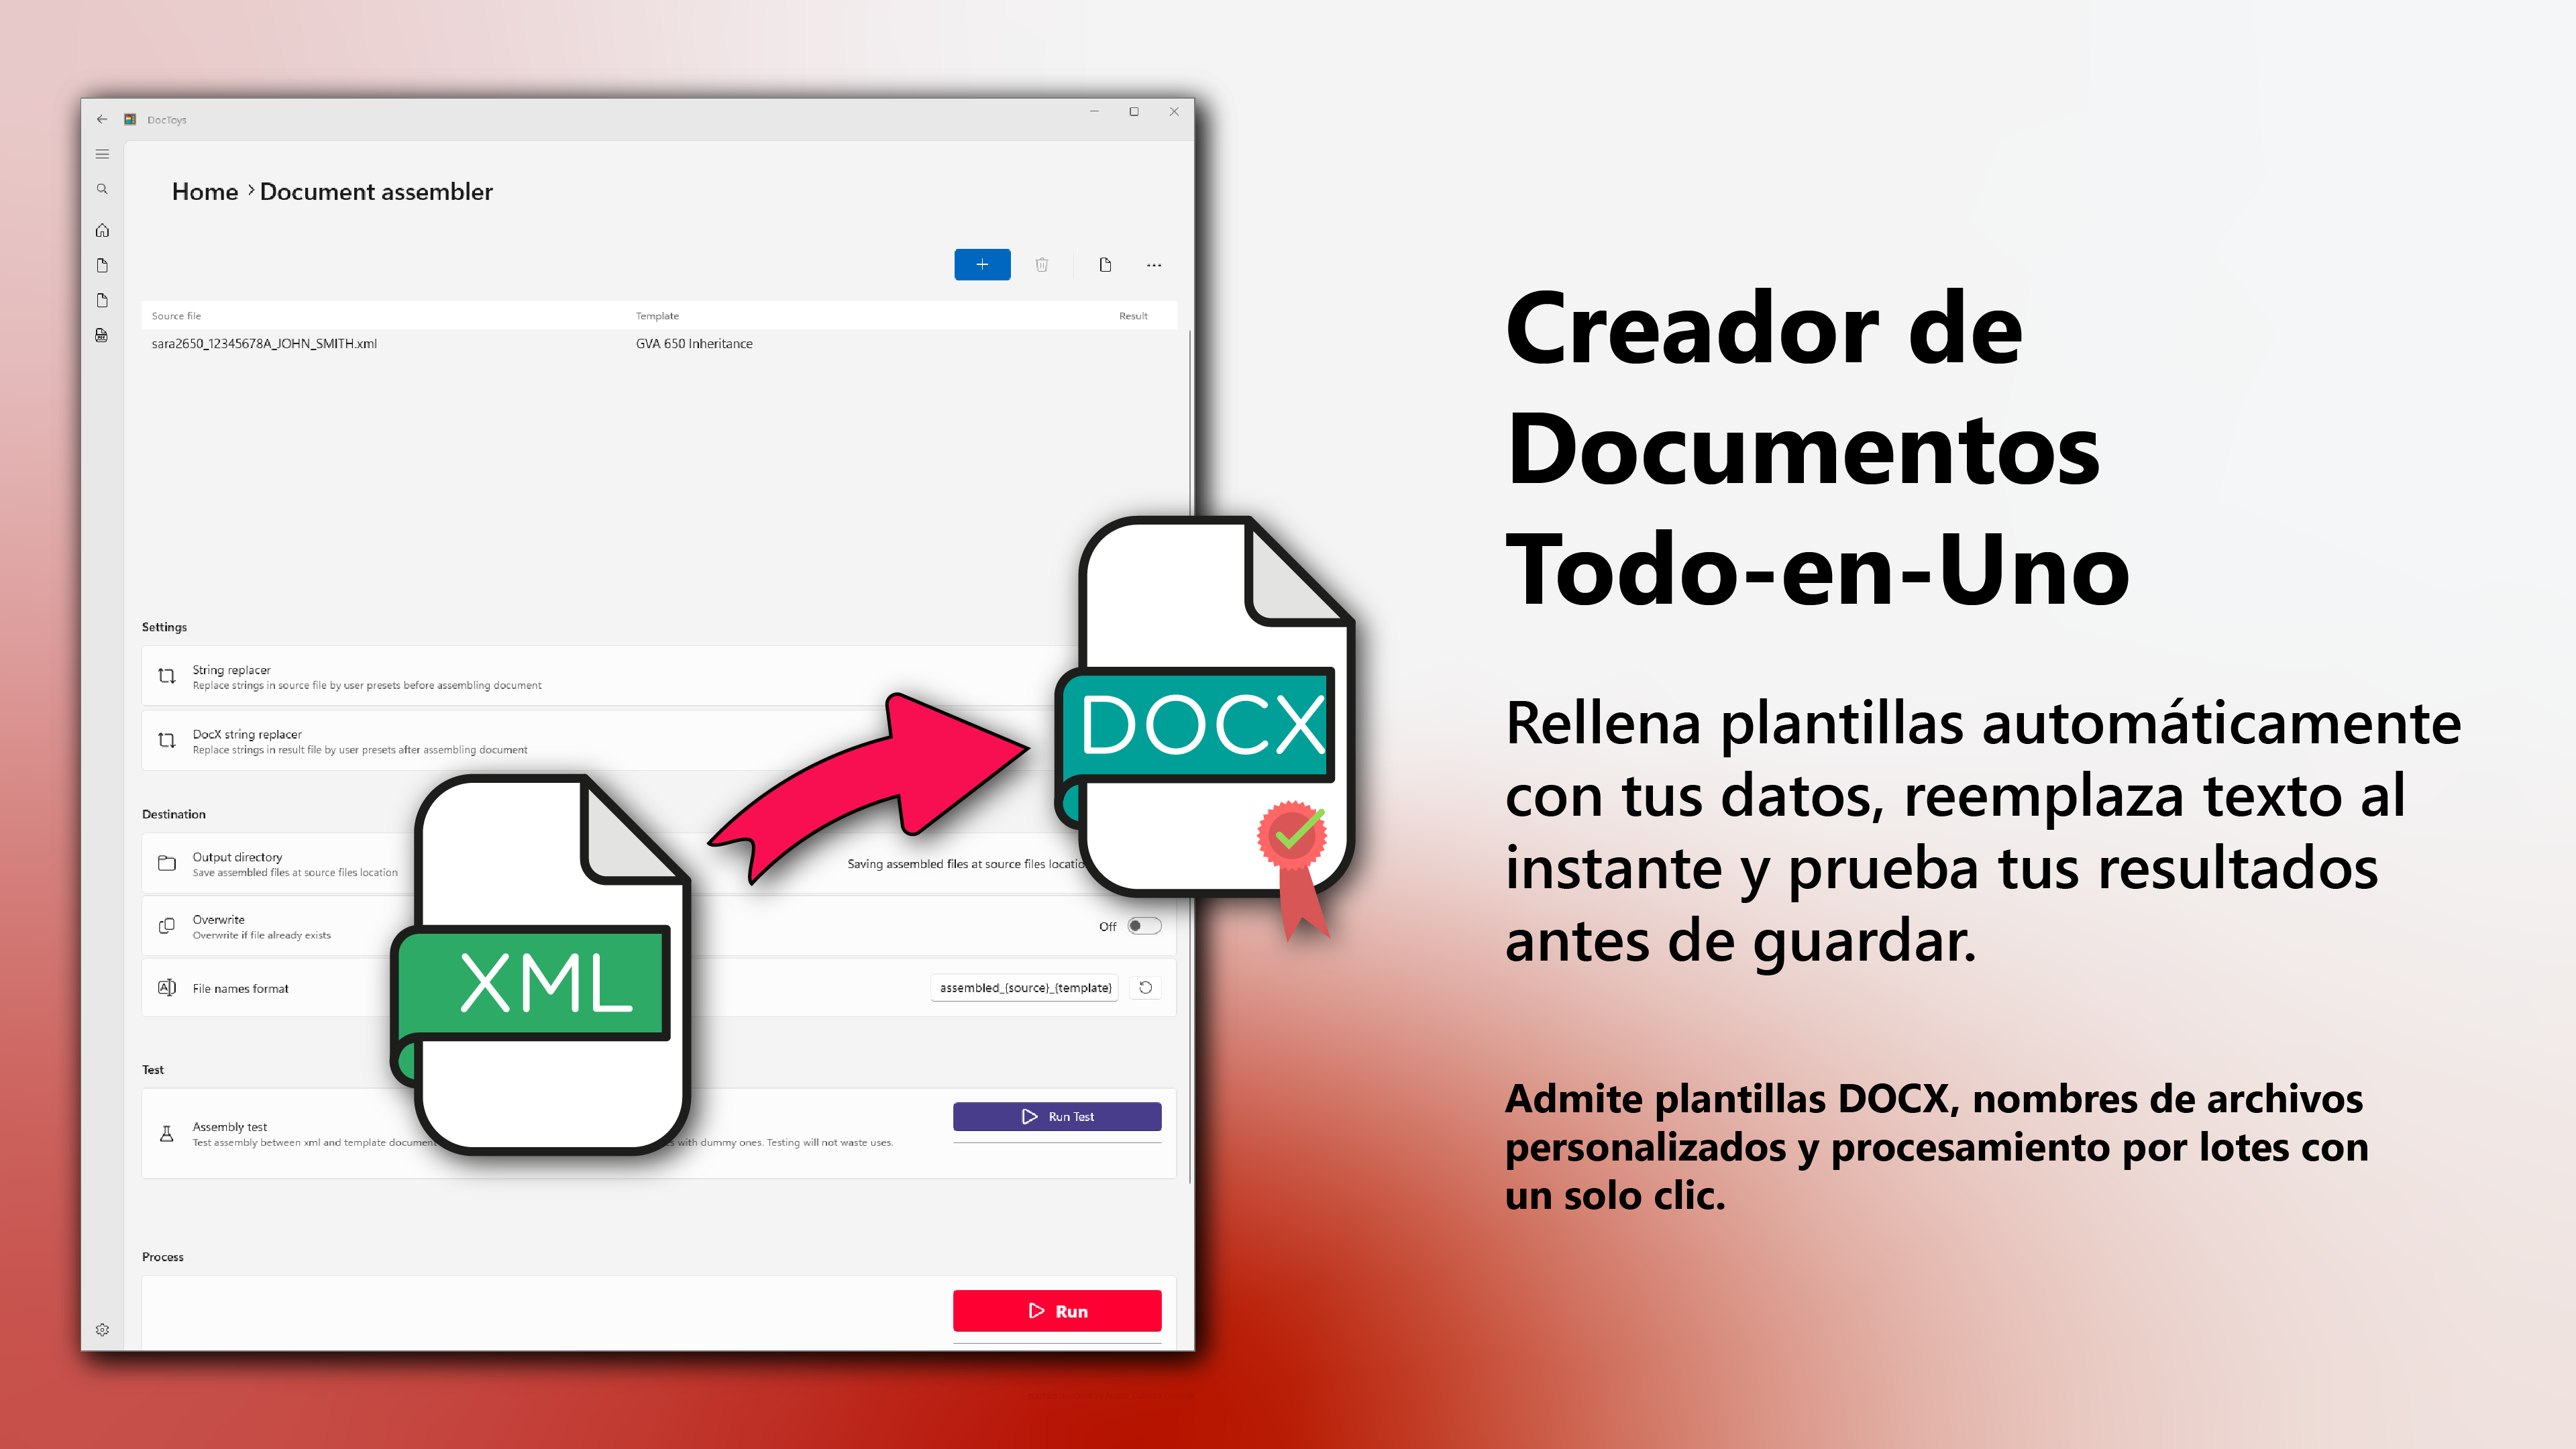 DocToys
Home > Document assembler
Source file Template Result
sara2650_12345678A_JOHN_SMITH.xml GVA 650 Inheritance
Settings
String replacer
Replace strings in source file by user presets before assembling document
DocX string replacer
Replace strings in result file by user presets after assembling document
Destination
Output directory
Save assembled files at source files location
Saving assembled files at source files
Overwrite
Overwrite if file already exists
Off
File names format
assembled_{source}_{template}
Test
Assembly test
Test assembly between xml and template with dummy ones. Testing will not waste uses.
Run Test
Process
Run
XML
DOCX
Creador de
Documentos
Todo-en-Uno
Rellena plantillas automáticamente
con tus datos, reemplaza texto al
instante y prueba tus resultados
antes de guardar.
Admite plantillas DOCX, nombres de archivos
personalizados y procesamiento por lotes con
un solo clic.